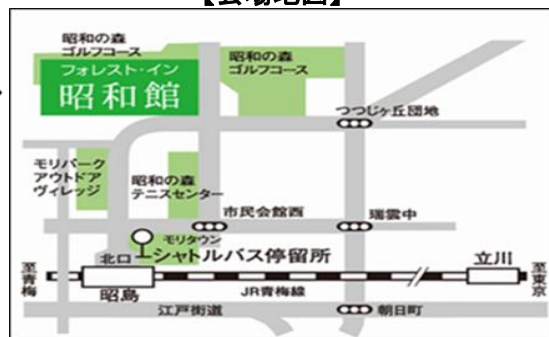 【会場地図】
昭和の森
ゴルフコース
フォレスト・イン
昭和館
昭和の森
ゴルフコース
つつじヶ丘団地
モリパーク
アウトドア
ヴィレッジ
昭和の森
テニスセンター
市民会館西
瑞雲中
モリタウン
シャトルバス停留所
北口
至青梅
昭島
JR青梅線
立川
至東京
江戸街道
朝日町